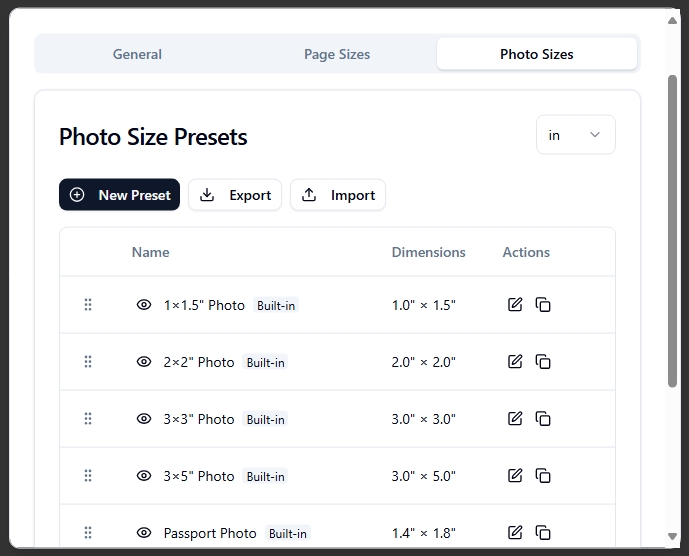 General Page Sizes Photo Sizes
Photo Size Presets in
New Preset Export Import
Name Dimensions Actions
1×1.5" Photo Built-in 1.0" × 1.5"
2×2" Photo Built-in 2.0" × 2.0"
3×3" Photo Built-in 3.0" × 3.0"
3×5" Photo Built-in 3.0" × 5.0"
Passport Photo Built-in 1.4" × 1.8"